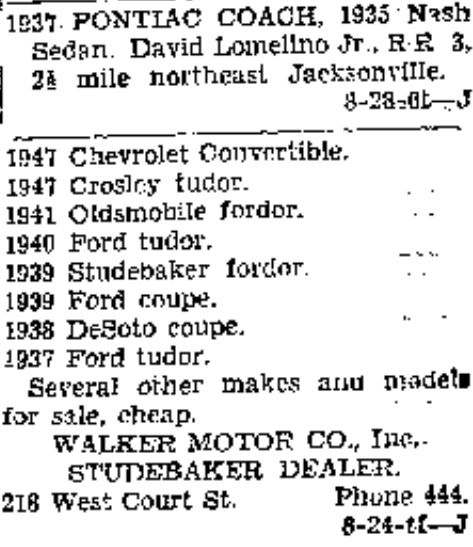 1937 PONTIAC COACH, 1935 Nash
Sedan. David Lomelino Jr., R R 3,
2½ mile northeast Jacksonville.
8-28-6t—J
1947 Chevrolet Convertible.
1947 Crosley tudor.
1941 Oldsmobile fordor.
1940 Ford tudor.
1939 Studebaker fordor.
1939 Ford coupe.
1938 DeSoto coupe.
1937 Ford tudor.
Several other makes and models
for sale, cheap.
WALKER MOTOR CO., Inc.
STUDEBAKER DEALER.
218 West Court St. Phone 444.
8-24-tf—J